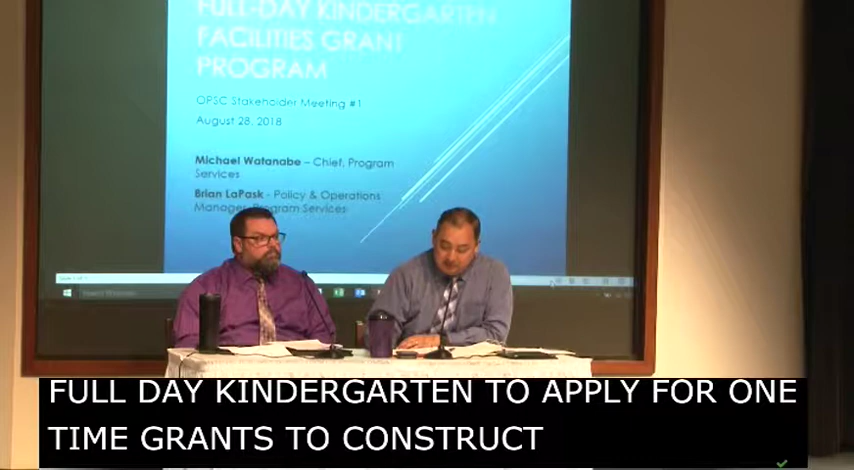 FULL-DAY KINDERGARTEN
FACILITIES GRANT
PROGRAM
OPSC Stakeholder Meeting #1
August 28, 2018
Michael Watanabe – Chief, Program
Services
Brian LaPask - Policy & Operations
Manager, Program Services
FULL DAY KINDERGARTEN TO APPLY FOR ONE
TIME GRANTS TO CONSTRUCT